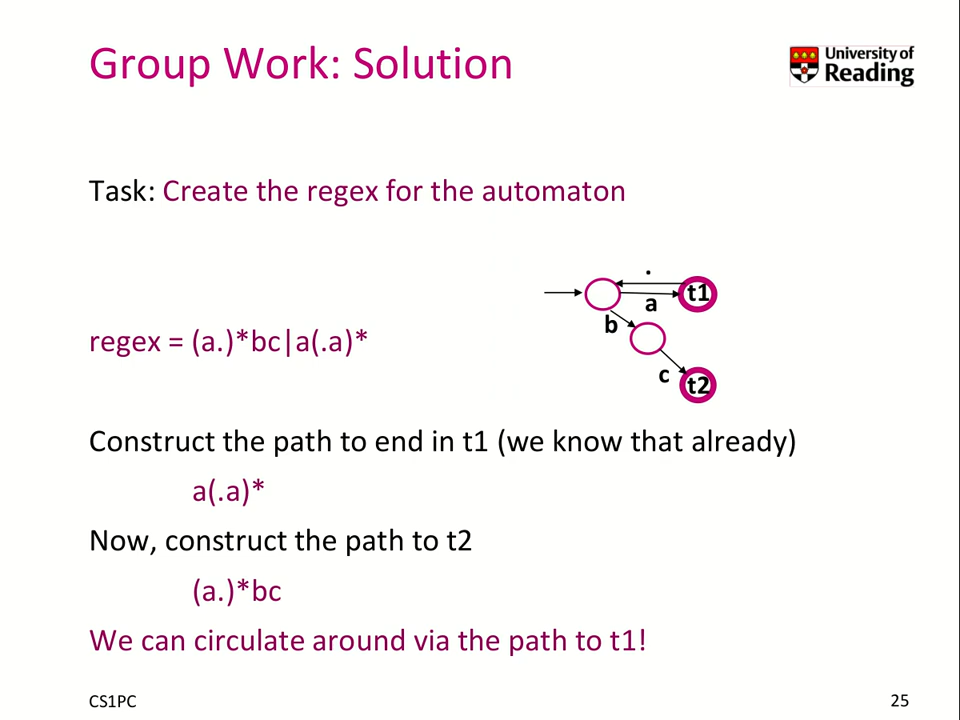 Group Work: Solution
University of
Reading
Task: Create the regex for the automaton
.
t1
a
b
regex = (a.)*bc|a(.a)*
c
t2
Construct the path to end in t1 (we know that already)
a(.a)*
Now, construct the path to t2
(a.)*bc
We can circulate around via the path to t1!
CS1PC
25